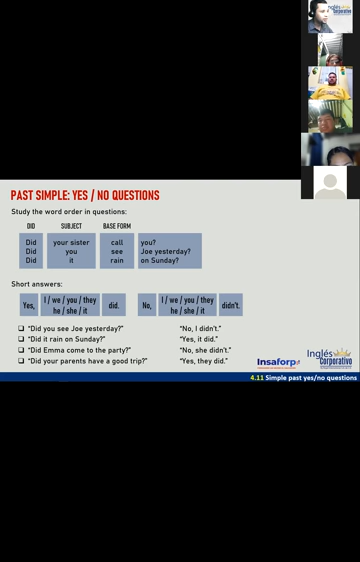 Inglés
Corporativo
PAST SIMPLE: YES / NO QUESTIONS
Study the word order in questions:
DID SUBJECT BASE FORM
Did your sister call you?
Did you see Joe yesterday?
Did it rain on Sunday?
Short answers:
Yes, I / we / you / they he / she / it did. No, I / we / you / they he / she / it didn't.
❑ "Did you see Joe yesterday?" "No, I didn't."
❑ "Did it rain on Sunday?" "Yes, it did."
❑ "Did Emma come to the party?" "No, she didn't."
❑ "Did your parents have a good trip?" "Yes, they did."
Insaforp
Inglés
Corporativo
4.11 Simple past yes/no questions